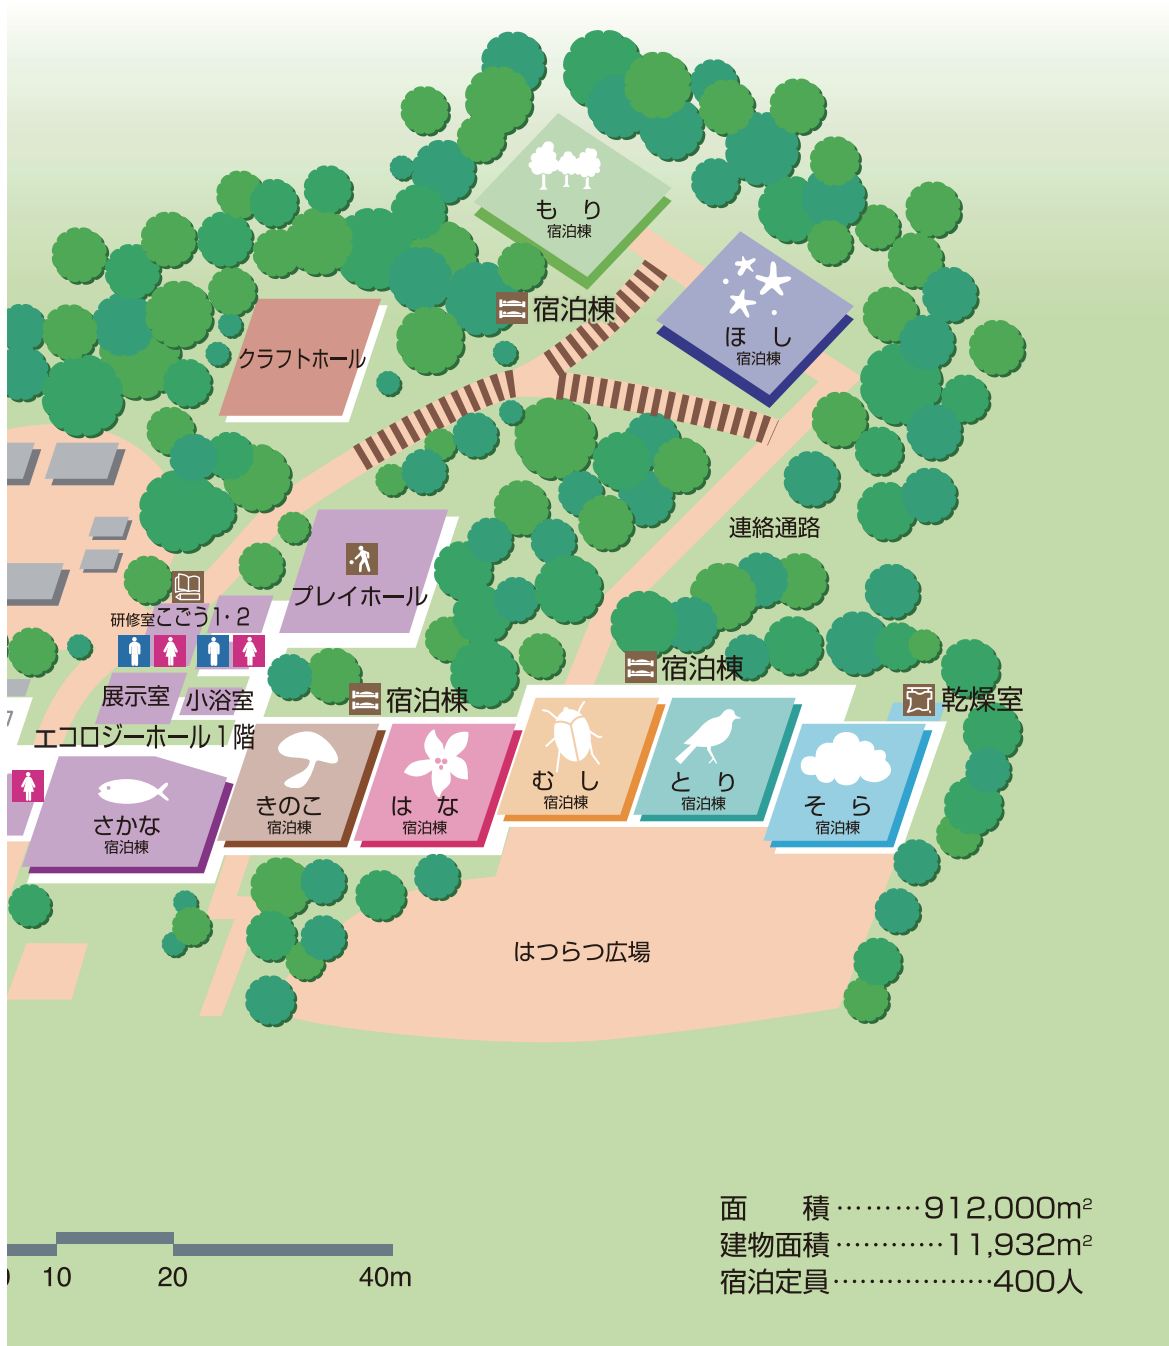 もり
宿泊棟
ほし
宿泊棟
宿泊棟
クラフトホール
連絡通路
プレイホール
研修室ごごう1・2
展示室
小浴室
エコロジーホール1階
宿泊棟
宿泊棟
乾燥室
さかな
宿泊棟
きのこ
宿泊棟
はな
宿泊棟
むし
宿泊棟
とり
宿泊棟
そら
宿泊棟
はつらつ広場
面　積………912,000m²
建物面積…………11,932m²
宿泊定員………………400人
10 20 40m